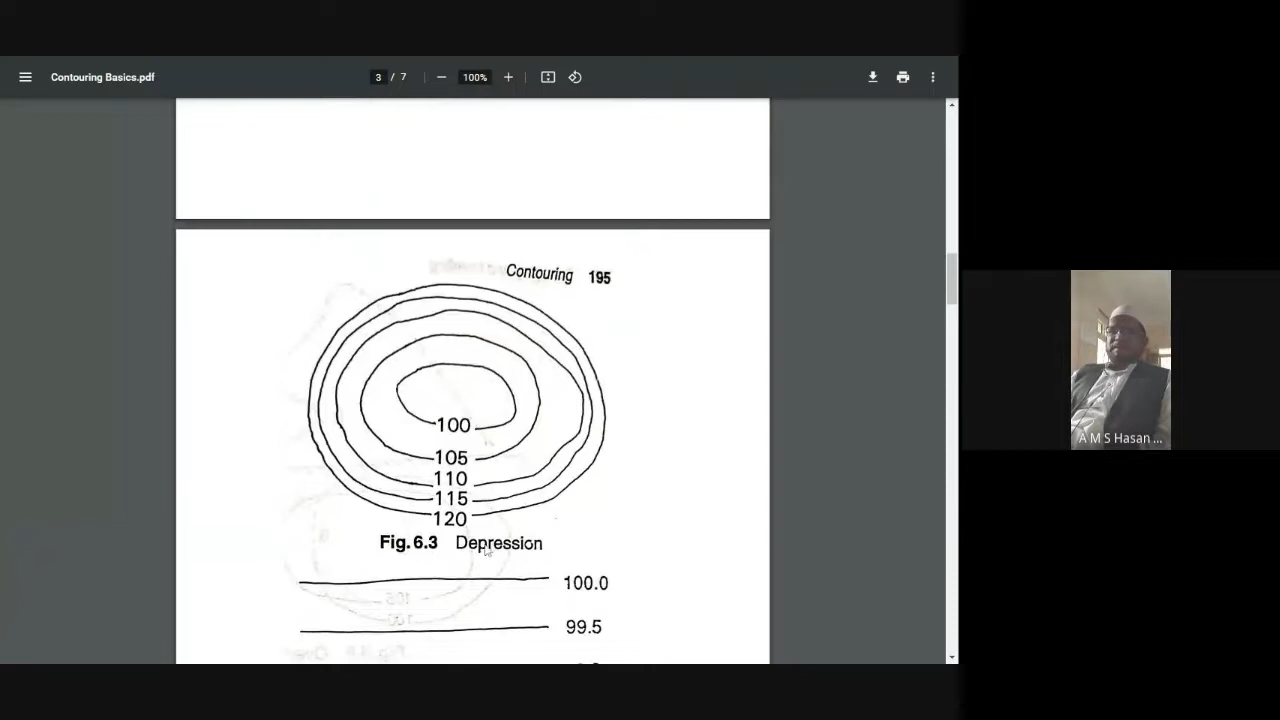 Contouring Basics.pdf
3 / 7
100%
Contouring 195
100
105
110
115
120
Fig. 6.3 Depression
100.0
99.5
A M S Hasan ...